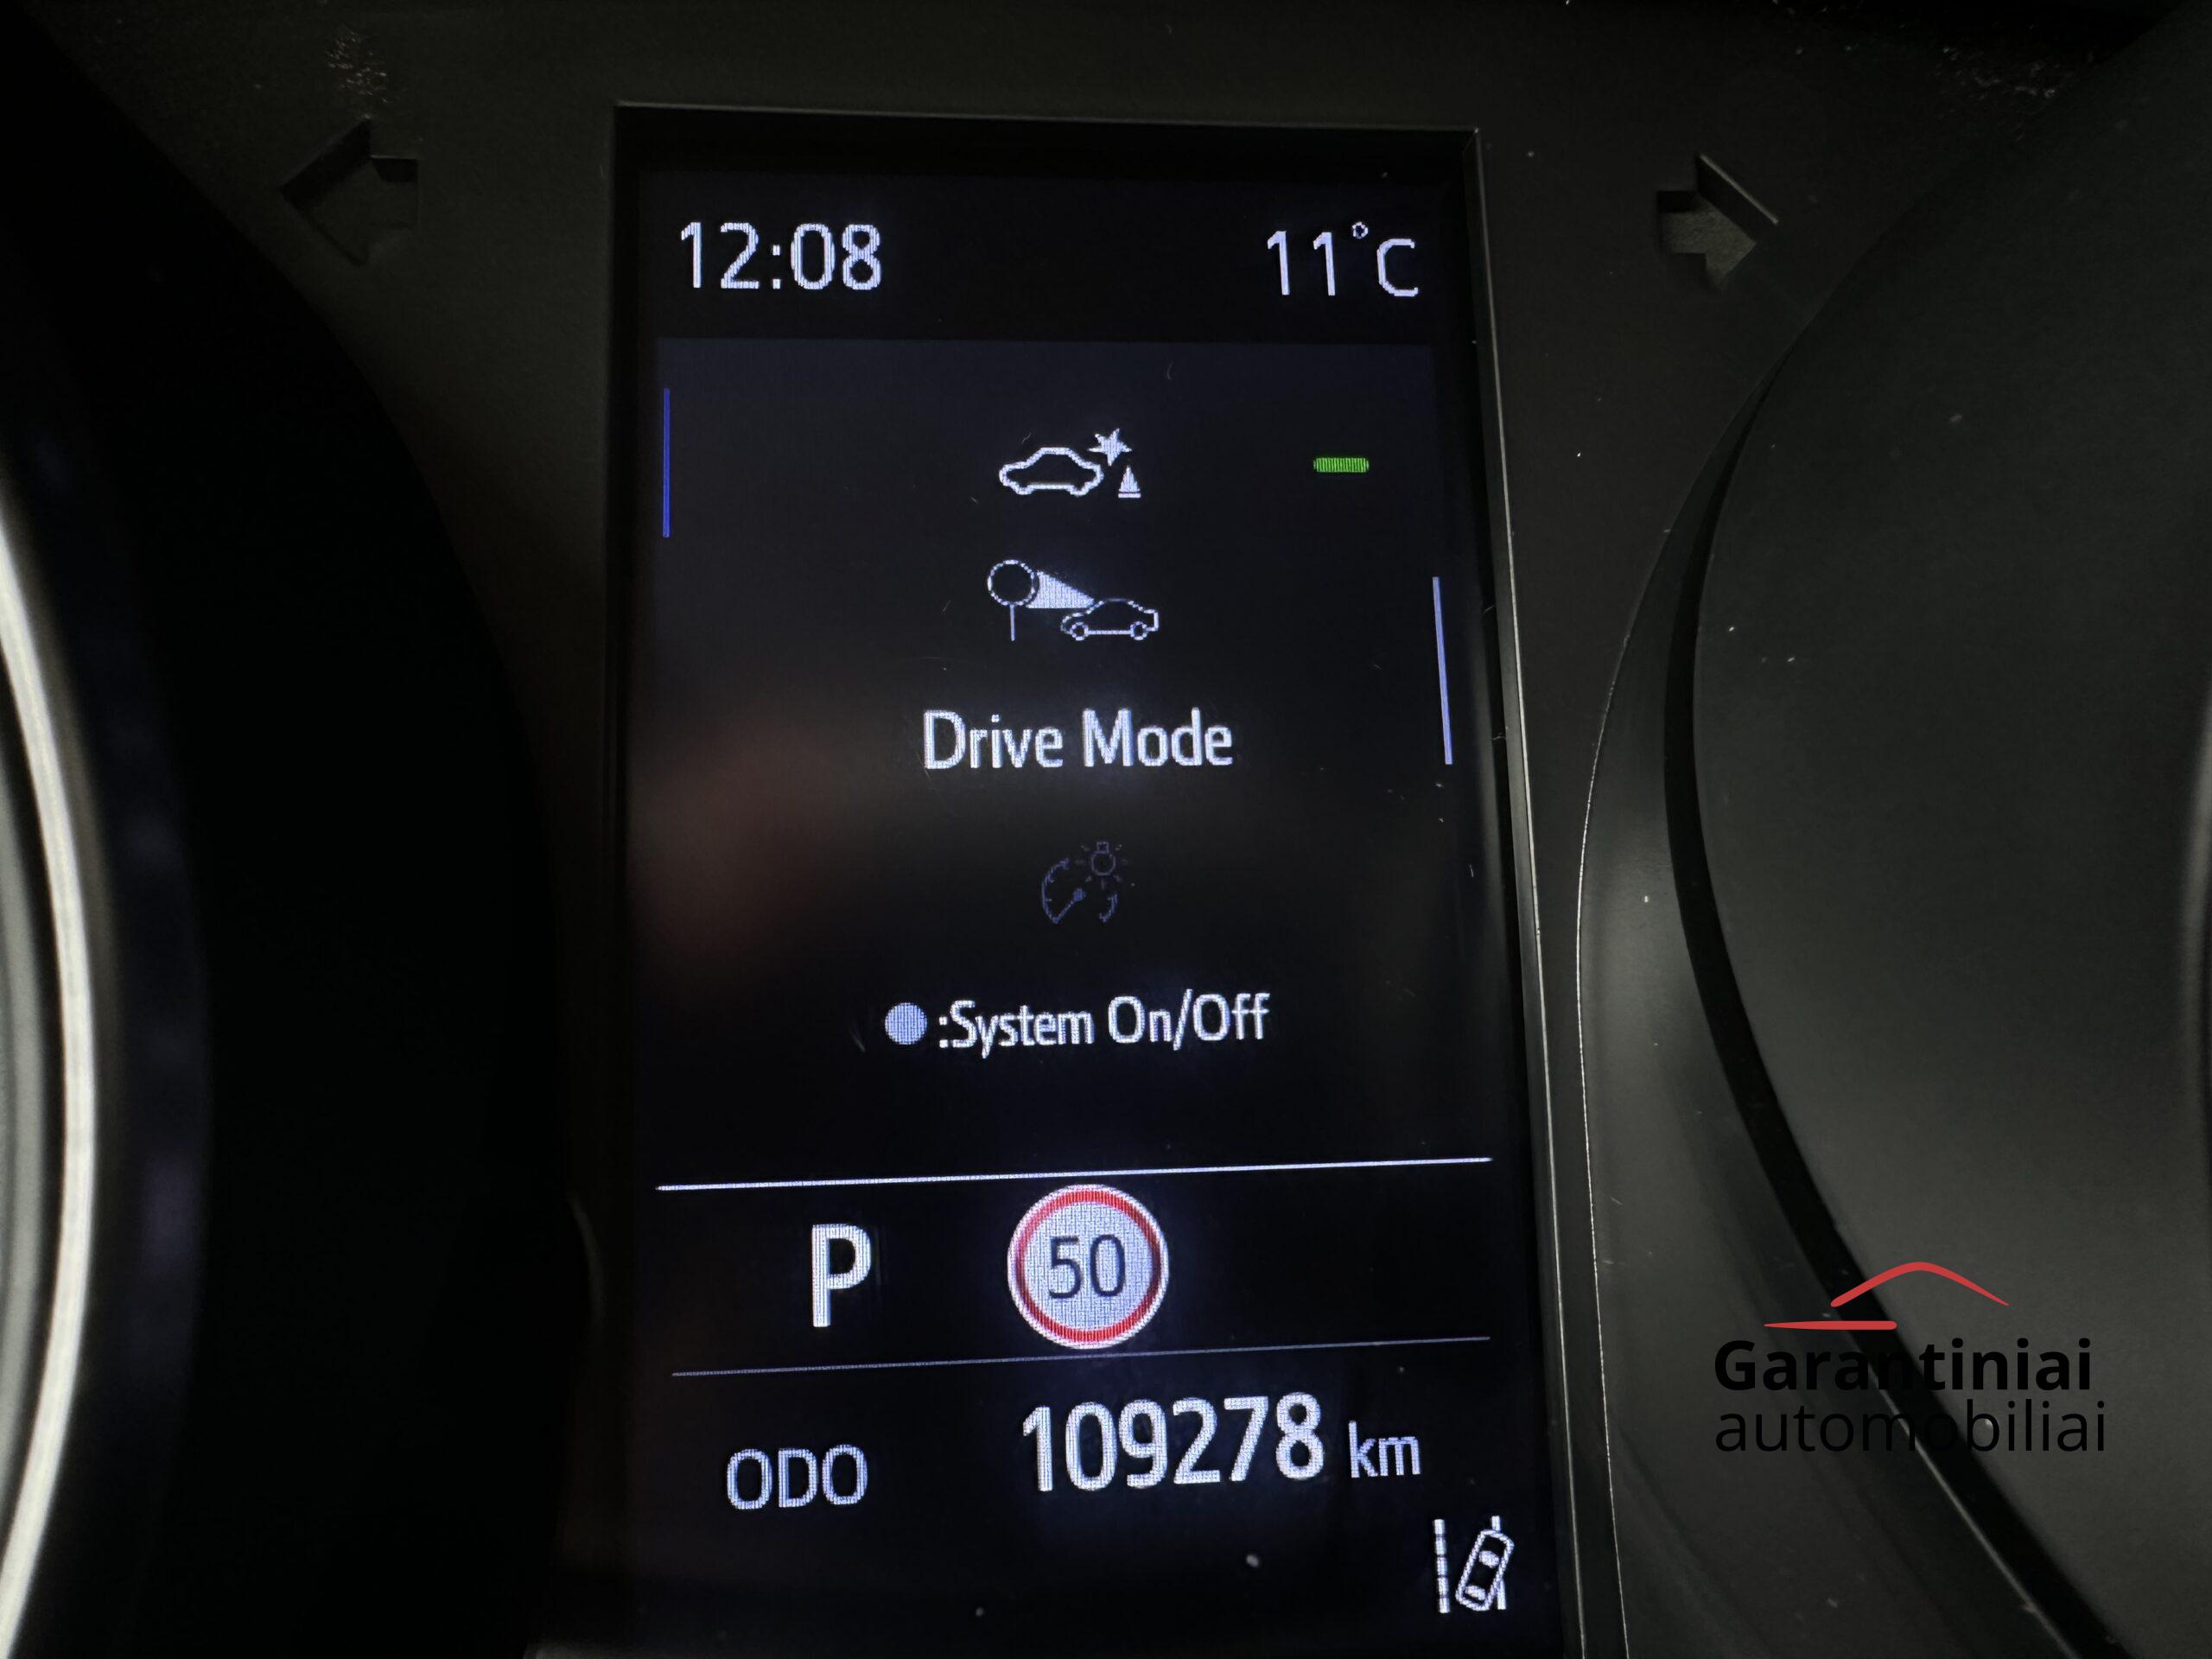 12:08 11°C
Drive Mode
:System On/Off
P 50
ODO 109278 km
Garantiniai
automobiliai